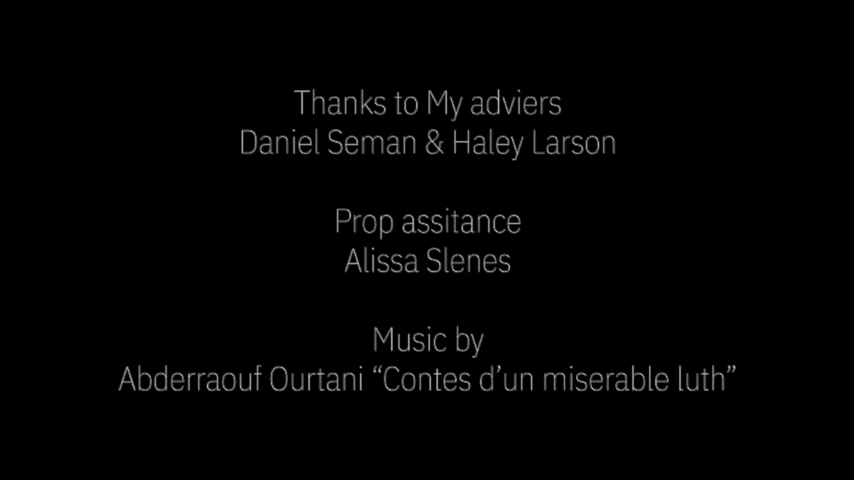 Thanks to My adviers
Daniel Seman & Haley Larson
Prop assitance
Alissa Slenes
Music by
Abderraouf Ourtani “Contes d’un miserable luth”